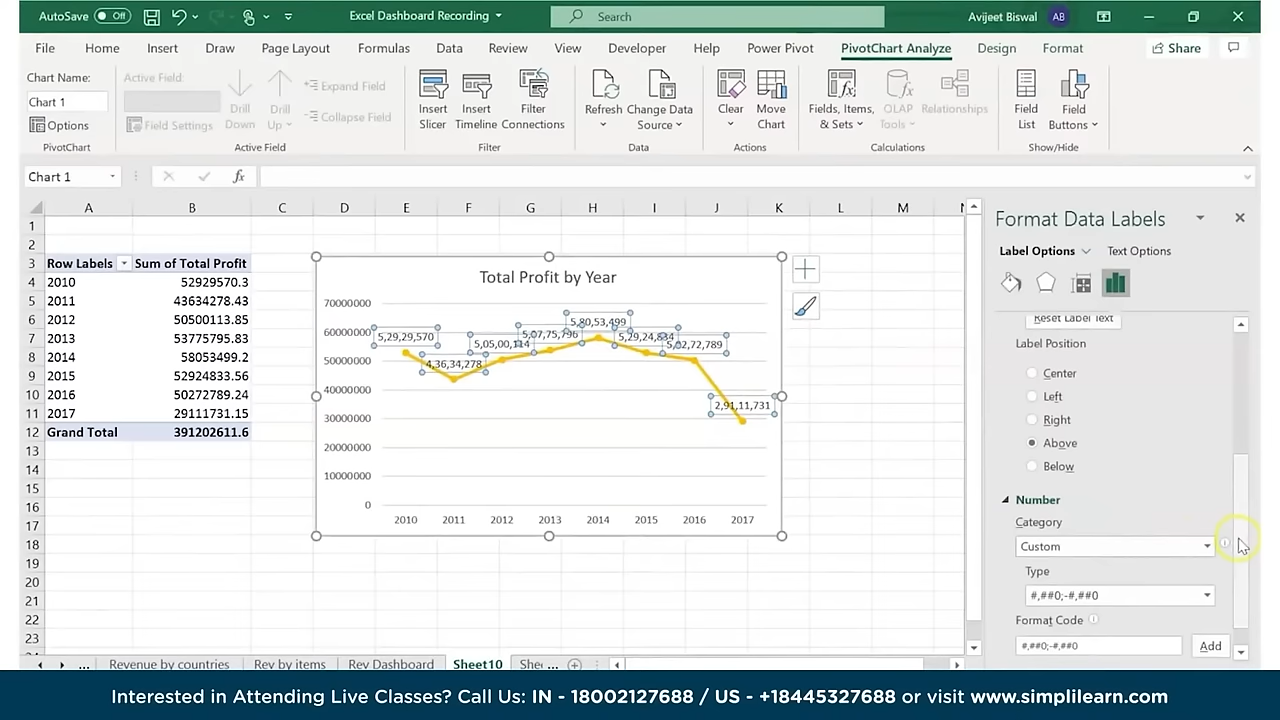 AutoSave Off Excel Dashboard Recording Search Avijeet Biswal AB
File Home Insert Draw Page Layout Formulas Data Review View Developer Help Power Pivot PivotChart Analyze Design Format Share
Chart Name:
Chart 1
Options
PivotChart
Active Field:
Field Settings
Drill Down
Drill Up
Expand Field
Collapse Field
Active Field
Insert Slicer
Insert Timeline
Filter Connections
Filter
Refresh
Change Data Source
Data
Clear
Move Chart
Actions
Fields, Items, & Sets
OLAP Tools
Relationships
Calculations
Field List
Field Buttons
Show/Hide
Chart 1 fx
A B C D E F G H I J K L M
1
2
3 Row Labels Sum of Total Profit
4 2010 52929570.3
5 2011 43634278.43
6 2012 50500113.85
7 2013 53775795.83
8 2014 58053499.2
9 2015 52924833.56
10 2016 50272789.24
11 2017 29111731.15
12 Grand Total 391202611.6
13
14
15
16
17
18
19
20
21
22
23
Total Profit by Year
70000000
60000000
50000000
40000000
30000000
20000000
10000000
0
5,29,29,570
4,36,34,278
5,05,00,114
5,80,53,499
2,91,11,731
2010 2011 2012 2013 2014 2015 2016 2017
Format Data Labels
Label Options Text Options
Reset Label Text
Label Position
Center
Left
Right
Above
Below
Number
Category
Custom
Type
#,##0;-#,##0
Format Code
#,##0;-#,##0 Add
... Revenue by countries Rev by items Rev Dashboard Sheet10 Shee ...
Interested in Attending Live Classes? Call Us: IN - 18002127688 / US - +18445327688 or visit www.simplilearn.com